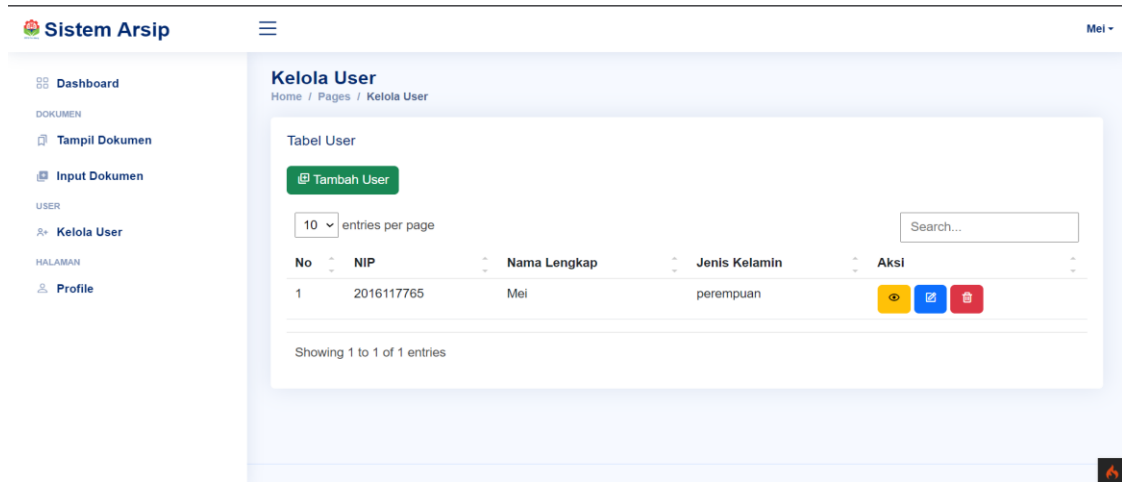 Sistem Arsip
Mei
Dashboard
DOKUMEN
Tampil Dokumen
Input Dokumen
USER
Kelola User
HALAMAN
Profile
Kelola User
Home / Pages / Kelola User
Tabel User
Tambah User
10 entries per page
Search...
No NIP Nama Lengkap Jenis Kelamin Aksi
1 2016117765 Mei perempuan
Showing 1 to 1 of 1 entries